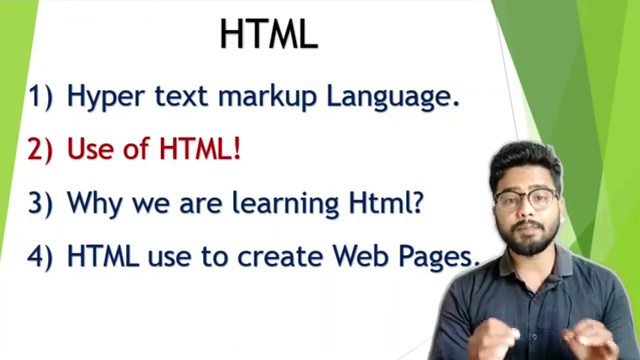 HTML
1) Hyper text markup Language.
2) Use of HTML!
3) Why we are learning Html?
4) HTML use to create Web Pages.